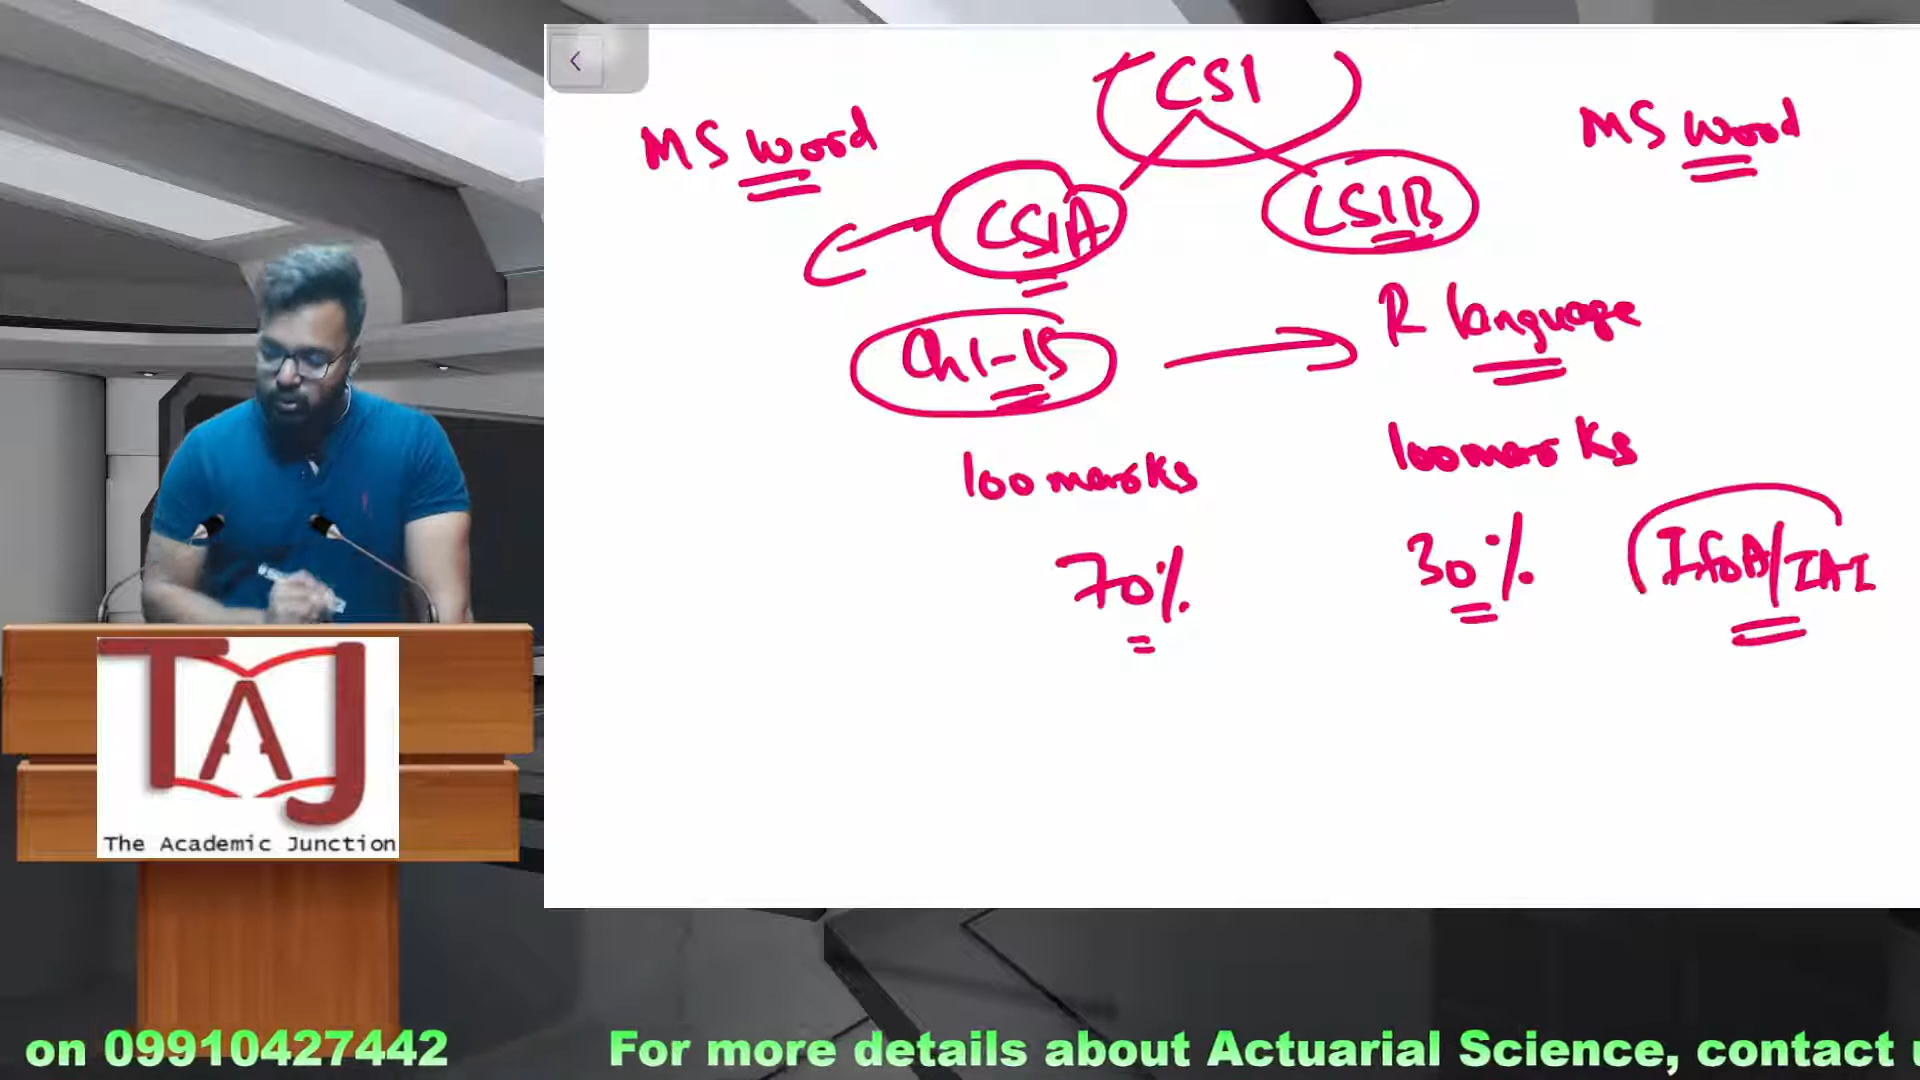 CS1
MS word
MS word
CS1A
CS1B
R language
Ch1-15
100 marks
100 marks
70%
30%
IFoA/IAI
TAJ
The Academic Junction
on 09910427442 For more details about Actuarial Science, contact u